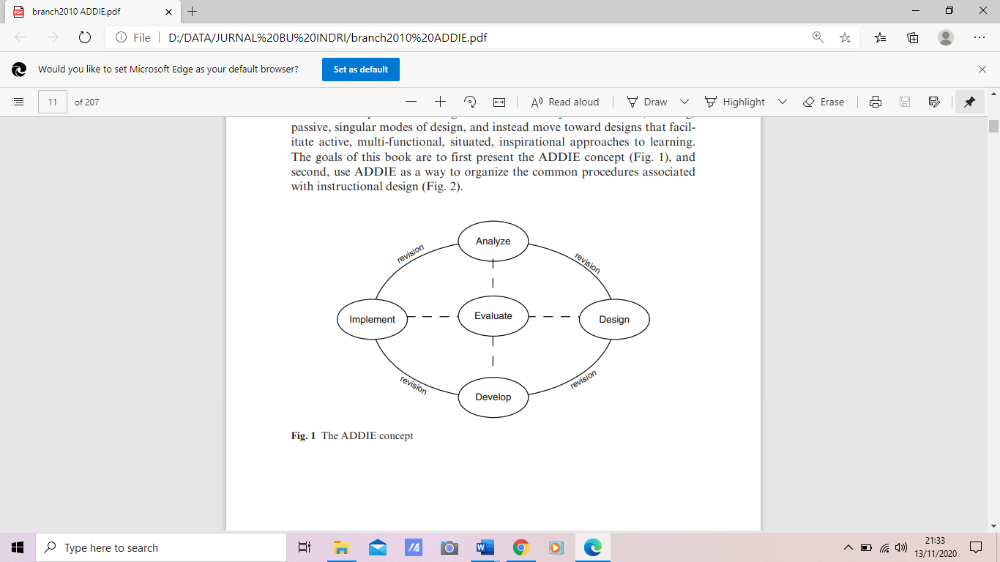 branch2010 ADDIE.pdf
File D:/DATA/JURNAL%20BU%20INDRI/branch2010%20ADDIE.pdf
Would you like to set Microsoft Edge as your default browser? Set as default
11 of 207 Read aloud Draw Highlight Erase
passive, singular modes of design, and instead move toward designs that facil-
itate active, multi-functional, situated, inspirational approaches to learning.
The goals of this book are to first present the ADDIE concept (Fig. 1), and
second, use ADDIE as a way to organize the common procedures associated
with instructional design (Fig. 2).
Analyze
revision
revision
Implement
Evaluate
Design
revision
revision
Develop
Fig. 1 The ADDIE concept
Type here to search
21:33
13/11/2020